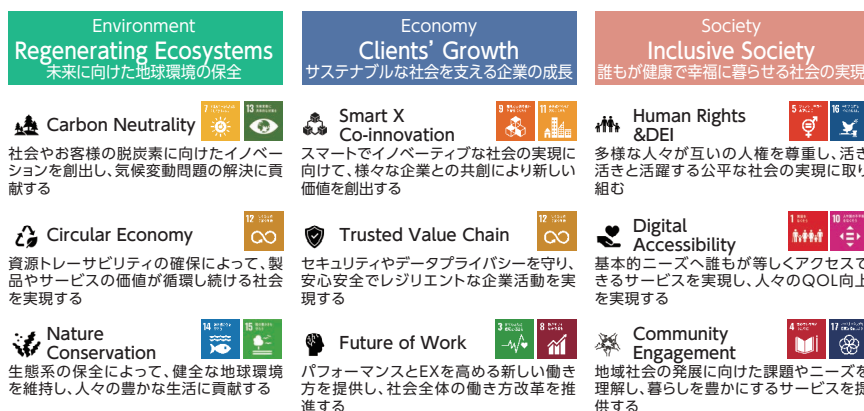 Environment
Regenerating Ecosystems
未来に向けた地球環境の保全
7 13
Carbon Neutrality
社会やお客様の脱炭素に向けたイノベー
ションを創出し、気候変動問題の解決に貢
献する
12
Circular Economy
資源トレーサビリティの確保によって、製
品やサービスの価値が循環し続ける社会
を実現する
14 15
Nature
Conservation
生態系の保全によって、健全な地球環境
を維持し、人々の豊かな生活に貢献する
Economy
Clients' Growth
サステナブルな社会を支える企業の成長
9 11
Smart X
Co-innovation
スマートでイノベーティブな社会の実現に
向けて、様々な企業との共創により新しい
価値を創出する
12
Trusted Value Chain
セキュリティやデータプライバシーを守り、
安心安全でレジリエントな企業活動を実
現する
3 8
Future of Work
パフォーマンスとEXを高める新しい働き
方を提供し、社会全体の働き方改革を推
進する
Society
Inclusive Society
誰もが健康で幸福に暮らせる社会の実現
5 16
Human Rights
&DEI
多様な人々が互いの人権を尊重し、活き
活きと活躍する公平な社会の実現に取り
組む
1 10
Digital
Accessibility
基本的ニーズへ誰もが等しくアクセスで
きるサービスを実現し、人々のQOL向上
を実現する
4 17
Community
Engagement
地域社会の発展に向けた課題やニーズを
理解し、暮らしを豊かにするサービスを提
供する